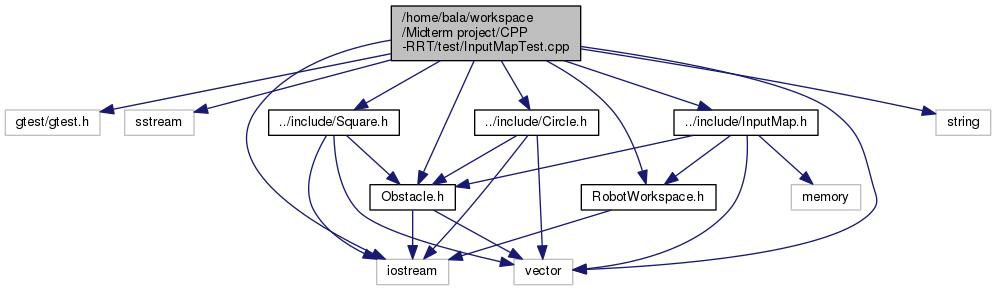 /home/bala/workspace
/Midterm project/CPP
-RRT/test/InputMapTest.cpp
gtest/gtest.h
sstream
../include/Square.h
../include/Circle.h
../include/InputMap.h
string
Obstacle.h
RobotWorkspace.h
memory
iostream
vector